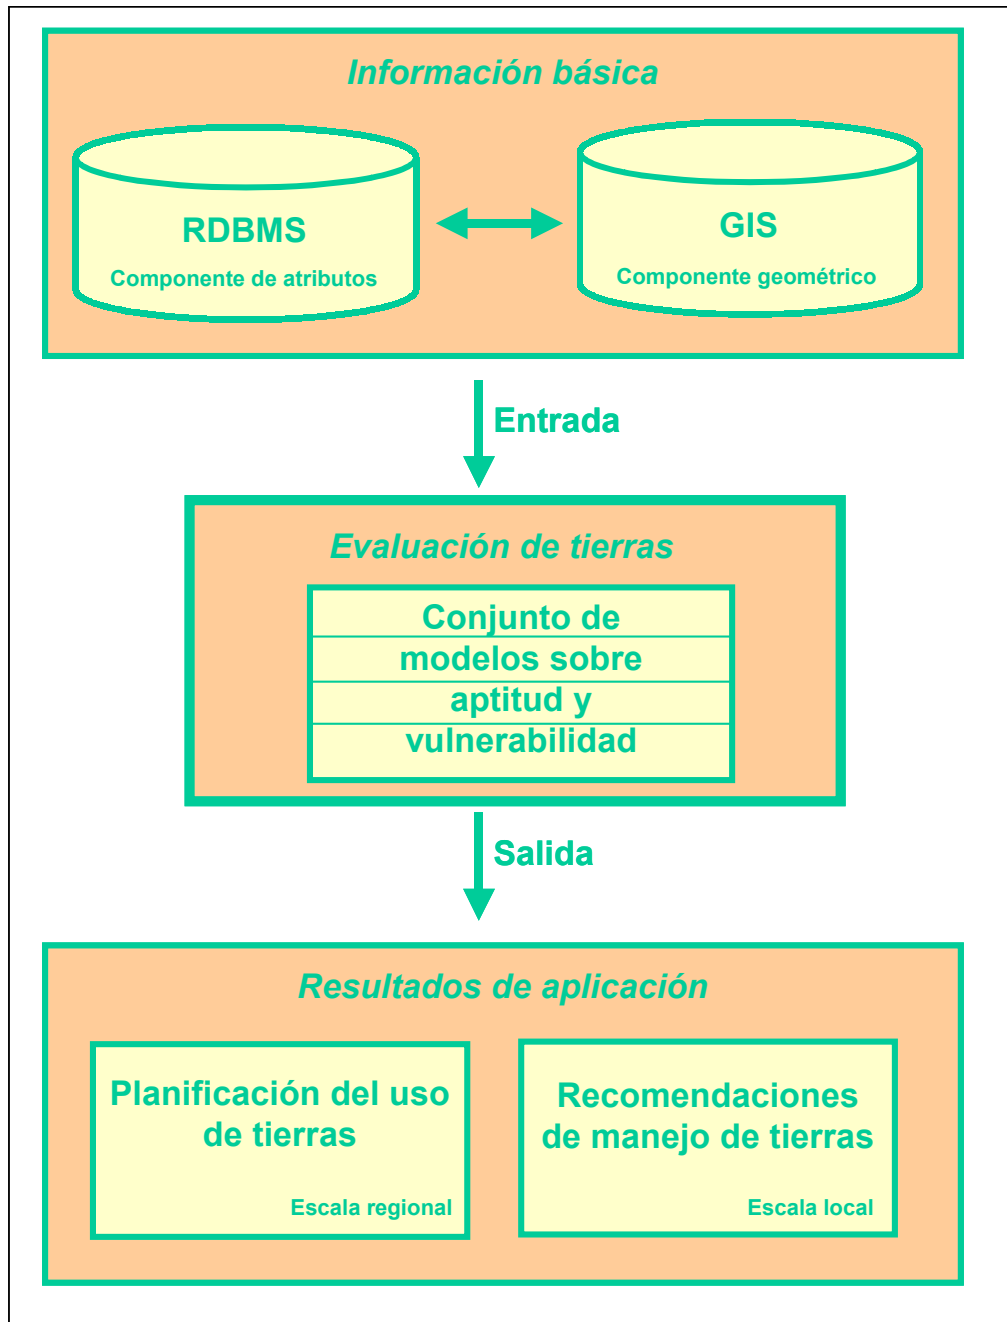 Información básica
RDBMS
Componente de atributos
GIS
Componente geométrico
Entrada
Evaluación de tierras
Conjunto de
modelos sobre
aptitud y
vulnerabilidad
Salida
Resultados de aplicación
Planificación del uso
de tierras
Escala regional
Recomendaciones
de manejo de tierras
Escala local